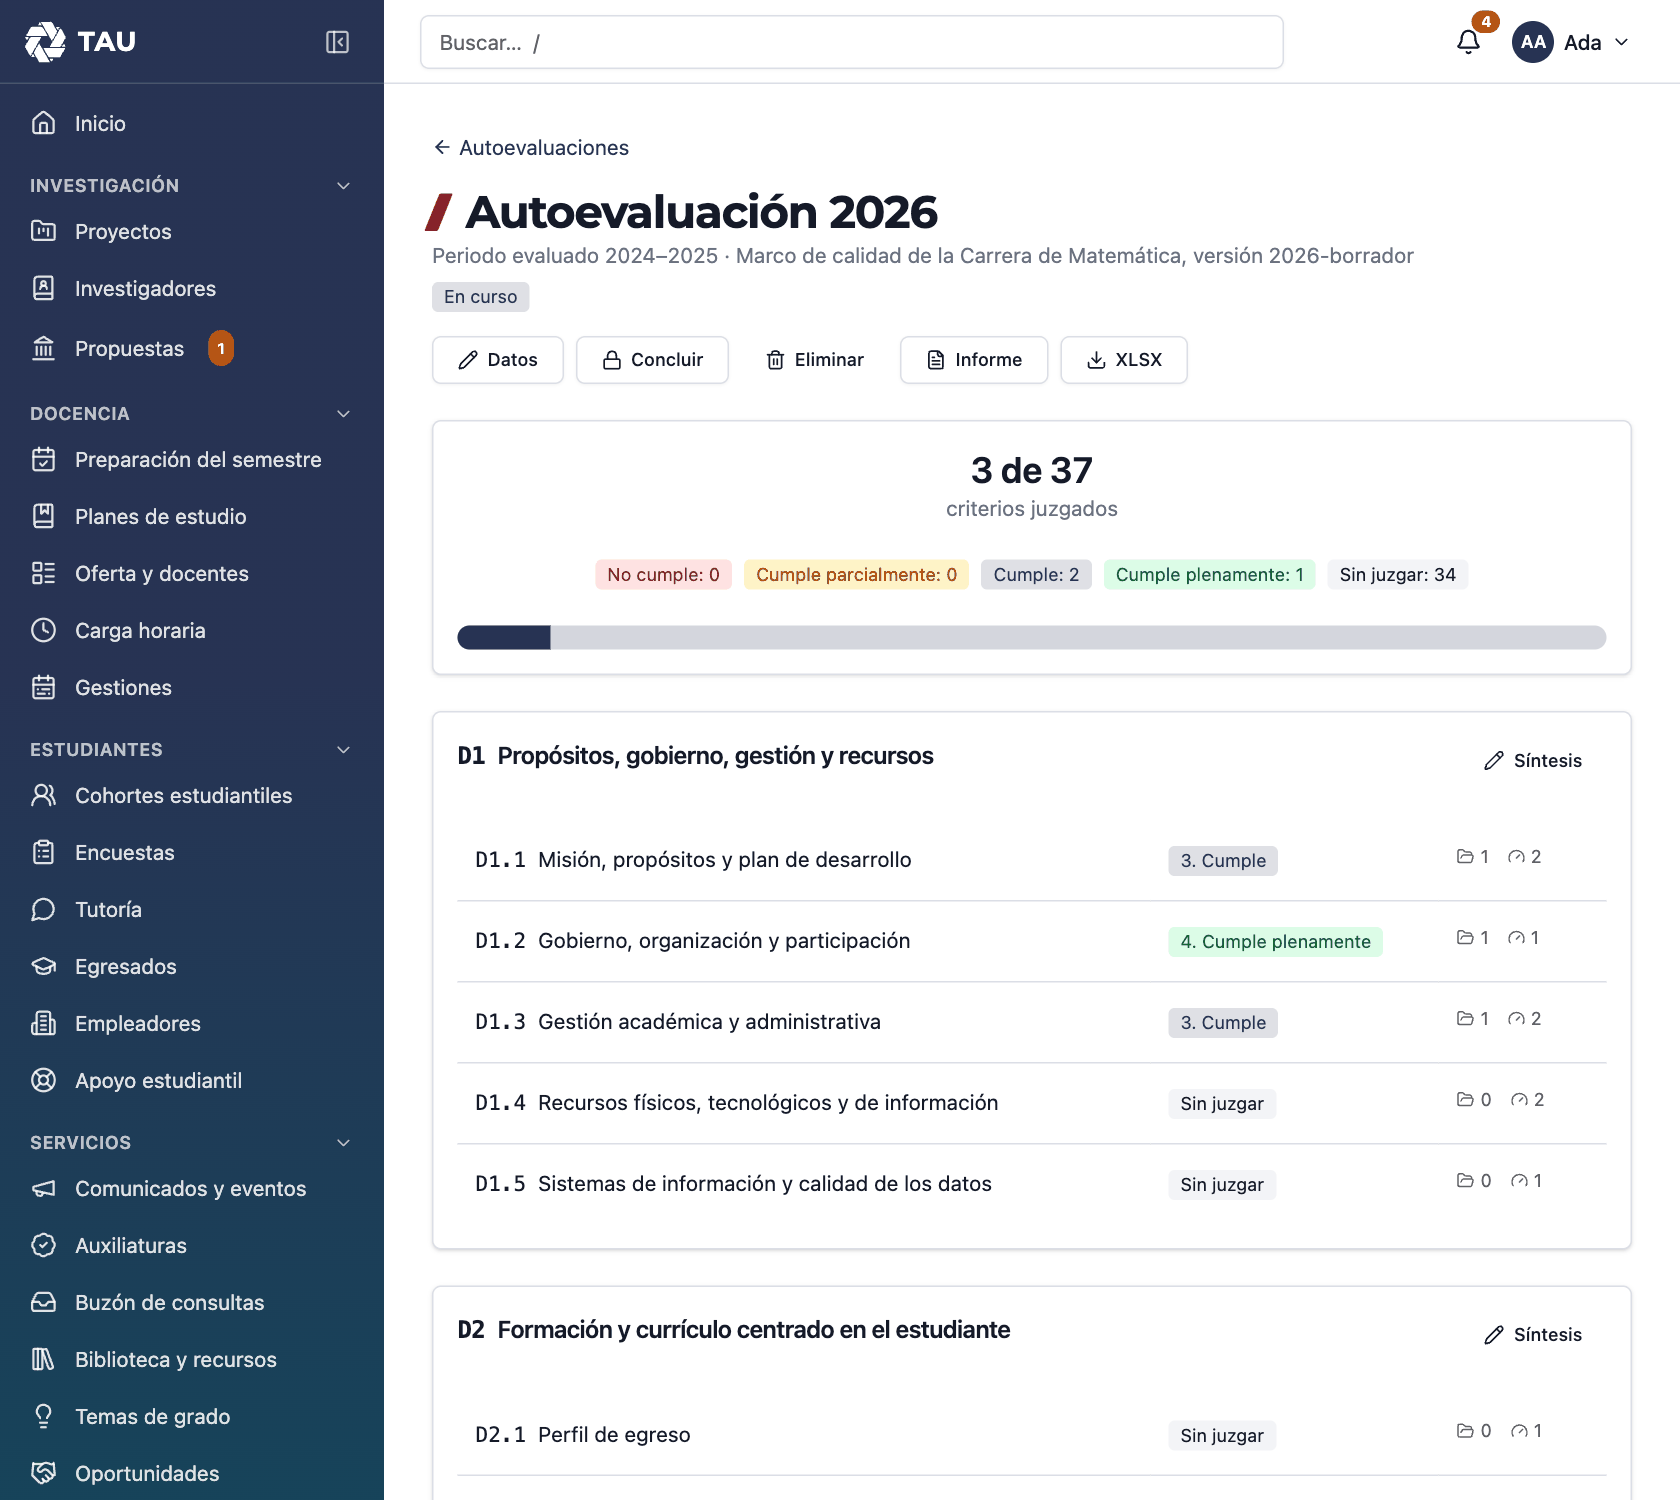 TAU
Buscar... /
4
AA
Ada
Inicio
INVESTIGACIÓN
Proyectos
Investigadores
Propuestas 1
DOCENCIA
Preparación del semestre
Planes de estudio
Oferta y docentes
Carga horaria
Gestiones
ESTUDIANTES
Cohortes estudiantiles
Encuestas
Tutoría
Egresados
Empleadores
Apoyo estudiantil
SERVICIOS
Comunicados y eventos
Auxiliaturas
Buzón de consultas
Biblioteca y recursos
Temas de grado
Oportunidades
Autoevaluaciones
Autoevaluación 2026
Periodo evaluado 2024–2025 · Marco de calidad de la Carrera de Matemática, versión 2026-borrador
En curso
Datos Concluir Eliminar Informe XLSX
3 de 37
criterios juzgados
No cumple: 0 Cumple parcialmente: 0 Cumple: 2 Cumple plenamente: 1 Sin juzgar: 34
D1 Propósitos, gobierno, gestión y recursos Síntesis
D1.1 Misión, propósitos y plan de desarrollo 3. Cumple 1 2
D1.2 Gobierno, organización y participación 4. Cumple plenamente 1 1
D1.3 Gestión académica y administrativa 3. Cumple 1 2
D1.4 Recursos físicos, tecnológicos y de información Sin juzgar 0 2
D1.5 Sistemas de información y calidad de los datos Sin juzgar 0 1
D2 Formación y currículo centrado en el estudiante Síntesis
D2.1 Perfil de egreso Sin juzgar 0 1